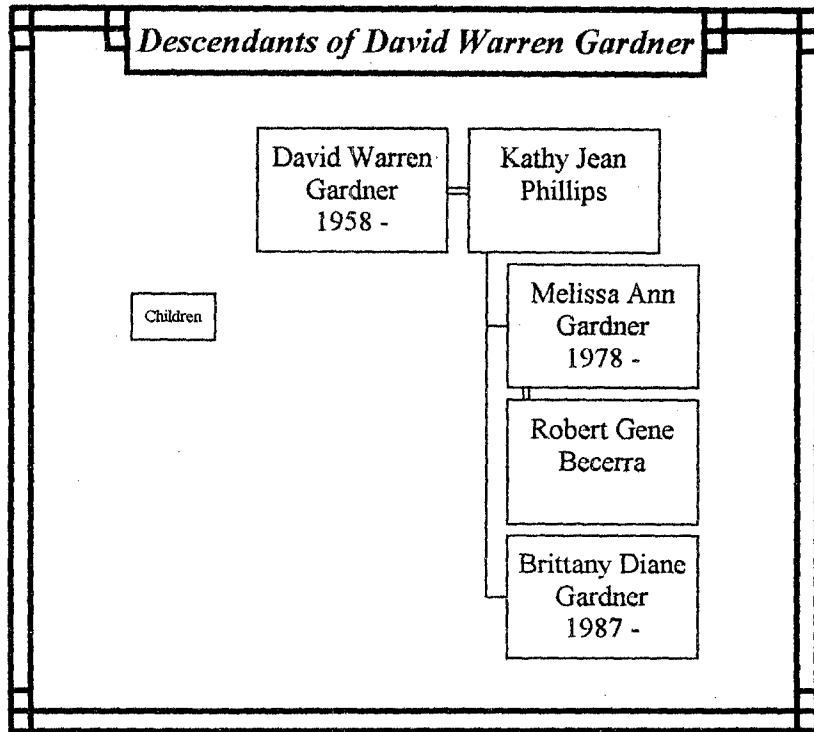 Descendants of David Warren Gardner
David Warren
Gardner
1958 -
Kathy Jean
Phillips
Children
Melissa Ann
Gardner
1978 -
Robert Gene
Becerra
Brittany Diane
Gardner
1987 -